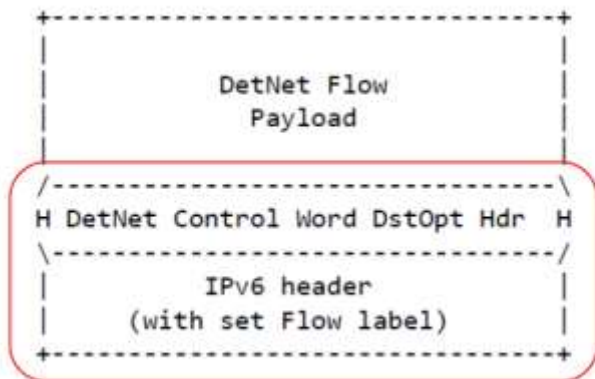 +----------------------------------+
|                                  |
|                                  |
|           DetNet Flow            |
|             Payload              |
|                                  |
/---------------------------------\
H DetNet Control Word DstOpt Hdr  H
\---------------------------------/
|          IPv6 header             |
|     (with set Flow label)        |
+----------------------------------+